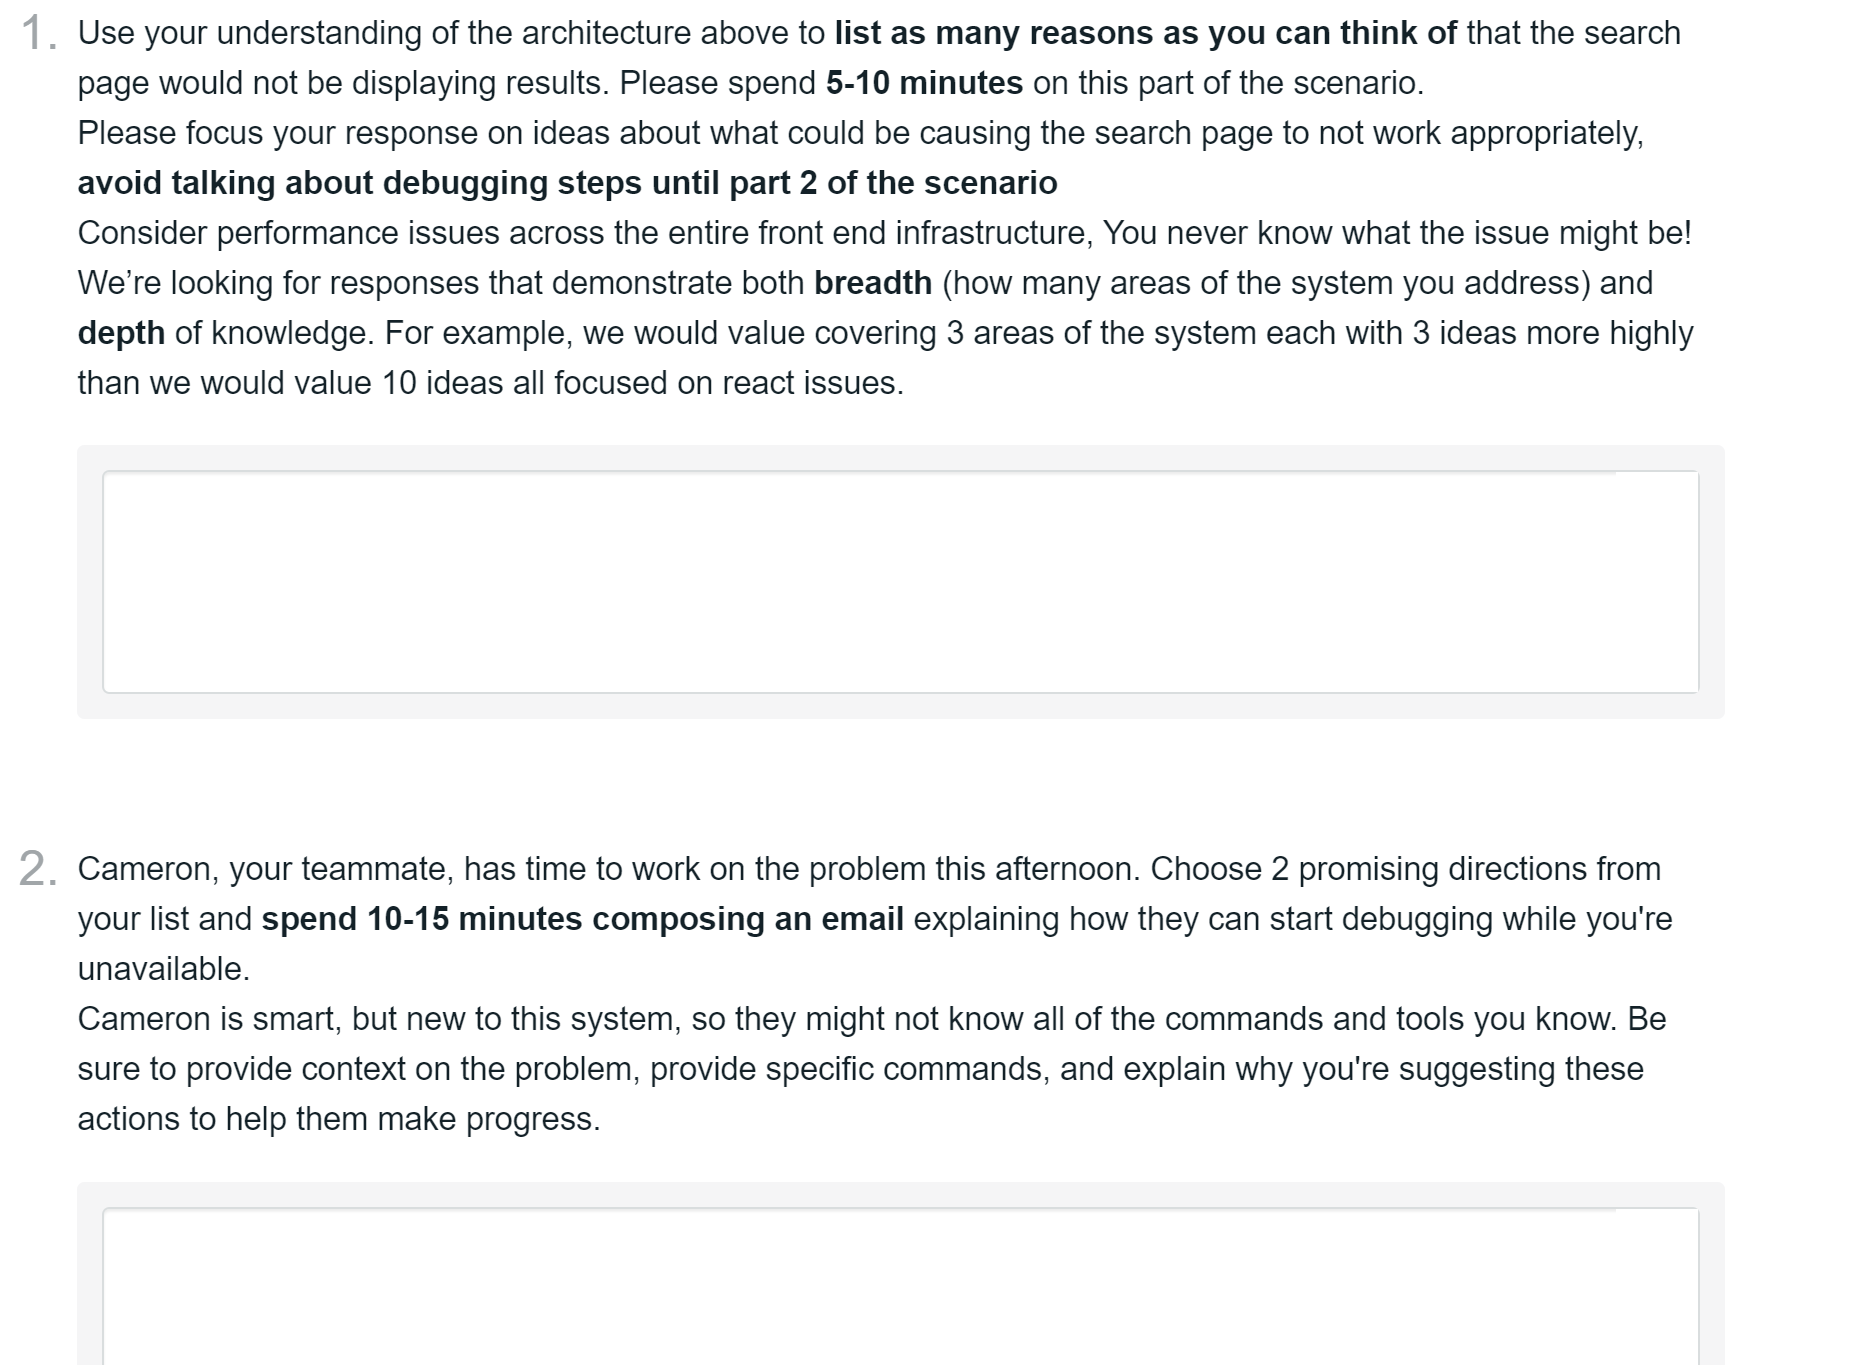 1. Use your understanding of the architecture above to list as many reasons as you can think of that the search
page would not be displaying results. Please spend 5-10 minutes on this part of the scenario.
Please focus your response on ideas about what could be causing the search page to not work appropriately,
avoid talking about debugging steps until part 2 of the scenario
Consider performance issues across the entire front end infrastructure, You never know what the issue might be!
We’re looking for responses that demonstrate both breadth (how many areas of the system you address) and
depth of knowledge. For example, we would value covering 3 areas of the system each with 3 ideas more highly
than we would value 10 ideas all focused on react issues.
2. Cameron, your teammate, has time to work on the problem this afternoon. Choose 2 promising directions from
your list and spend 10-15 minutes composing an email explaining how they can start debugging while you're
unavailable.
Cameron is smart, but new to this system, so they might not know all of the commands and tools you know. Be
sure to provide context on the problem, provide specific commands, and explain why you're suggesting these
actions to help them make progress.